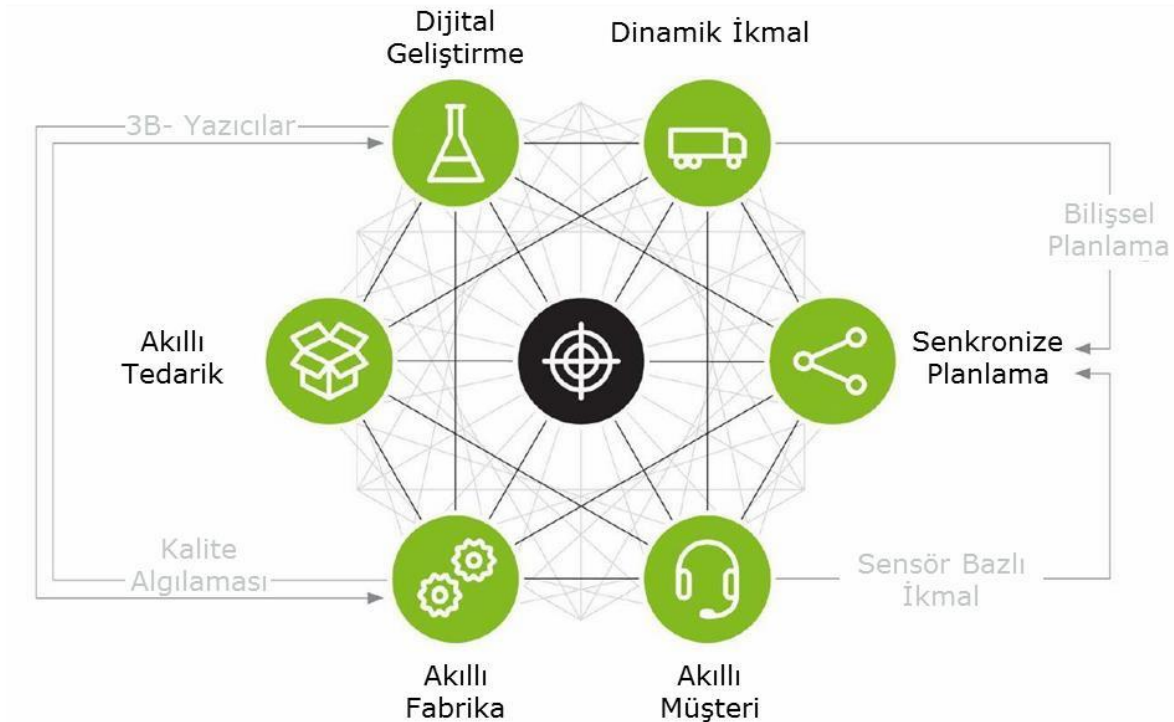 Dijital
Geliştirme
Dinamik İkmal
3B- Yazıcılar
Bilişsel
Planlama
Akıllı
Tedarik
Senkronize
Planlama
Kalite
Algılaması
Sensör Bazlı
İkmal
Akıllı
Fabrika
Akıllı
Müşteri